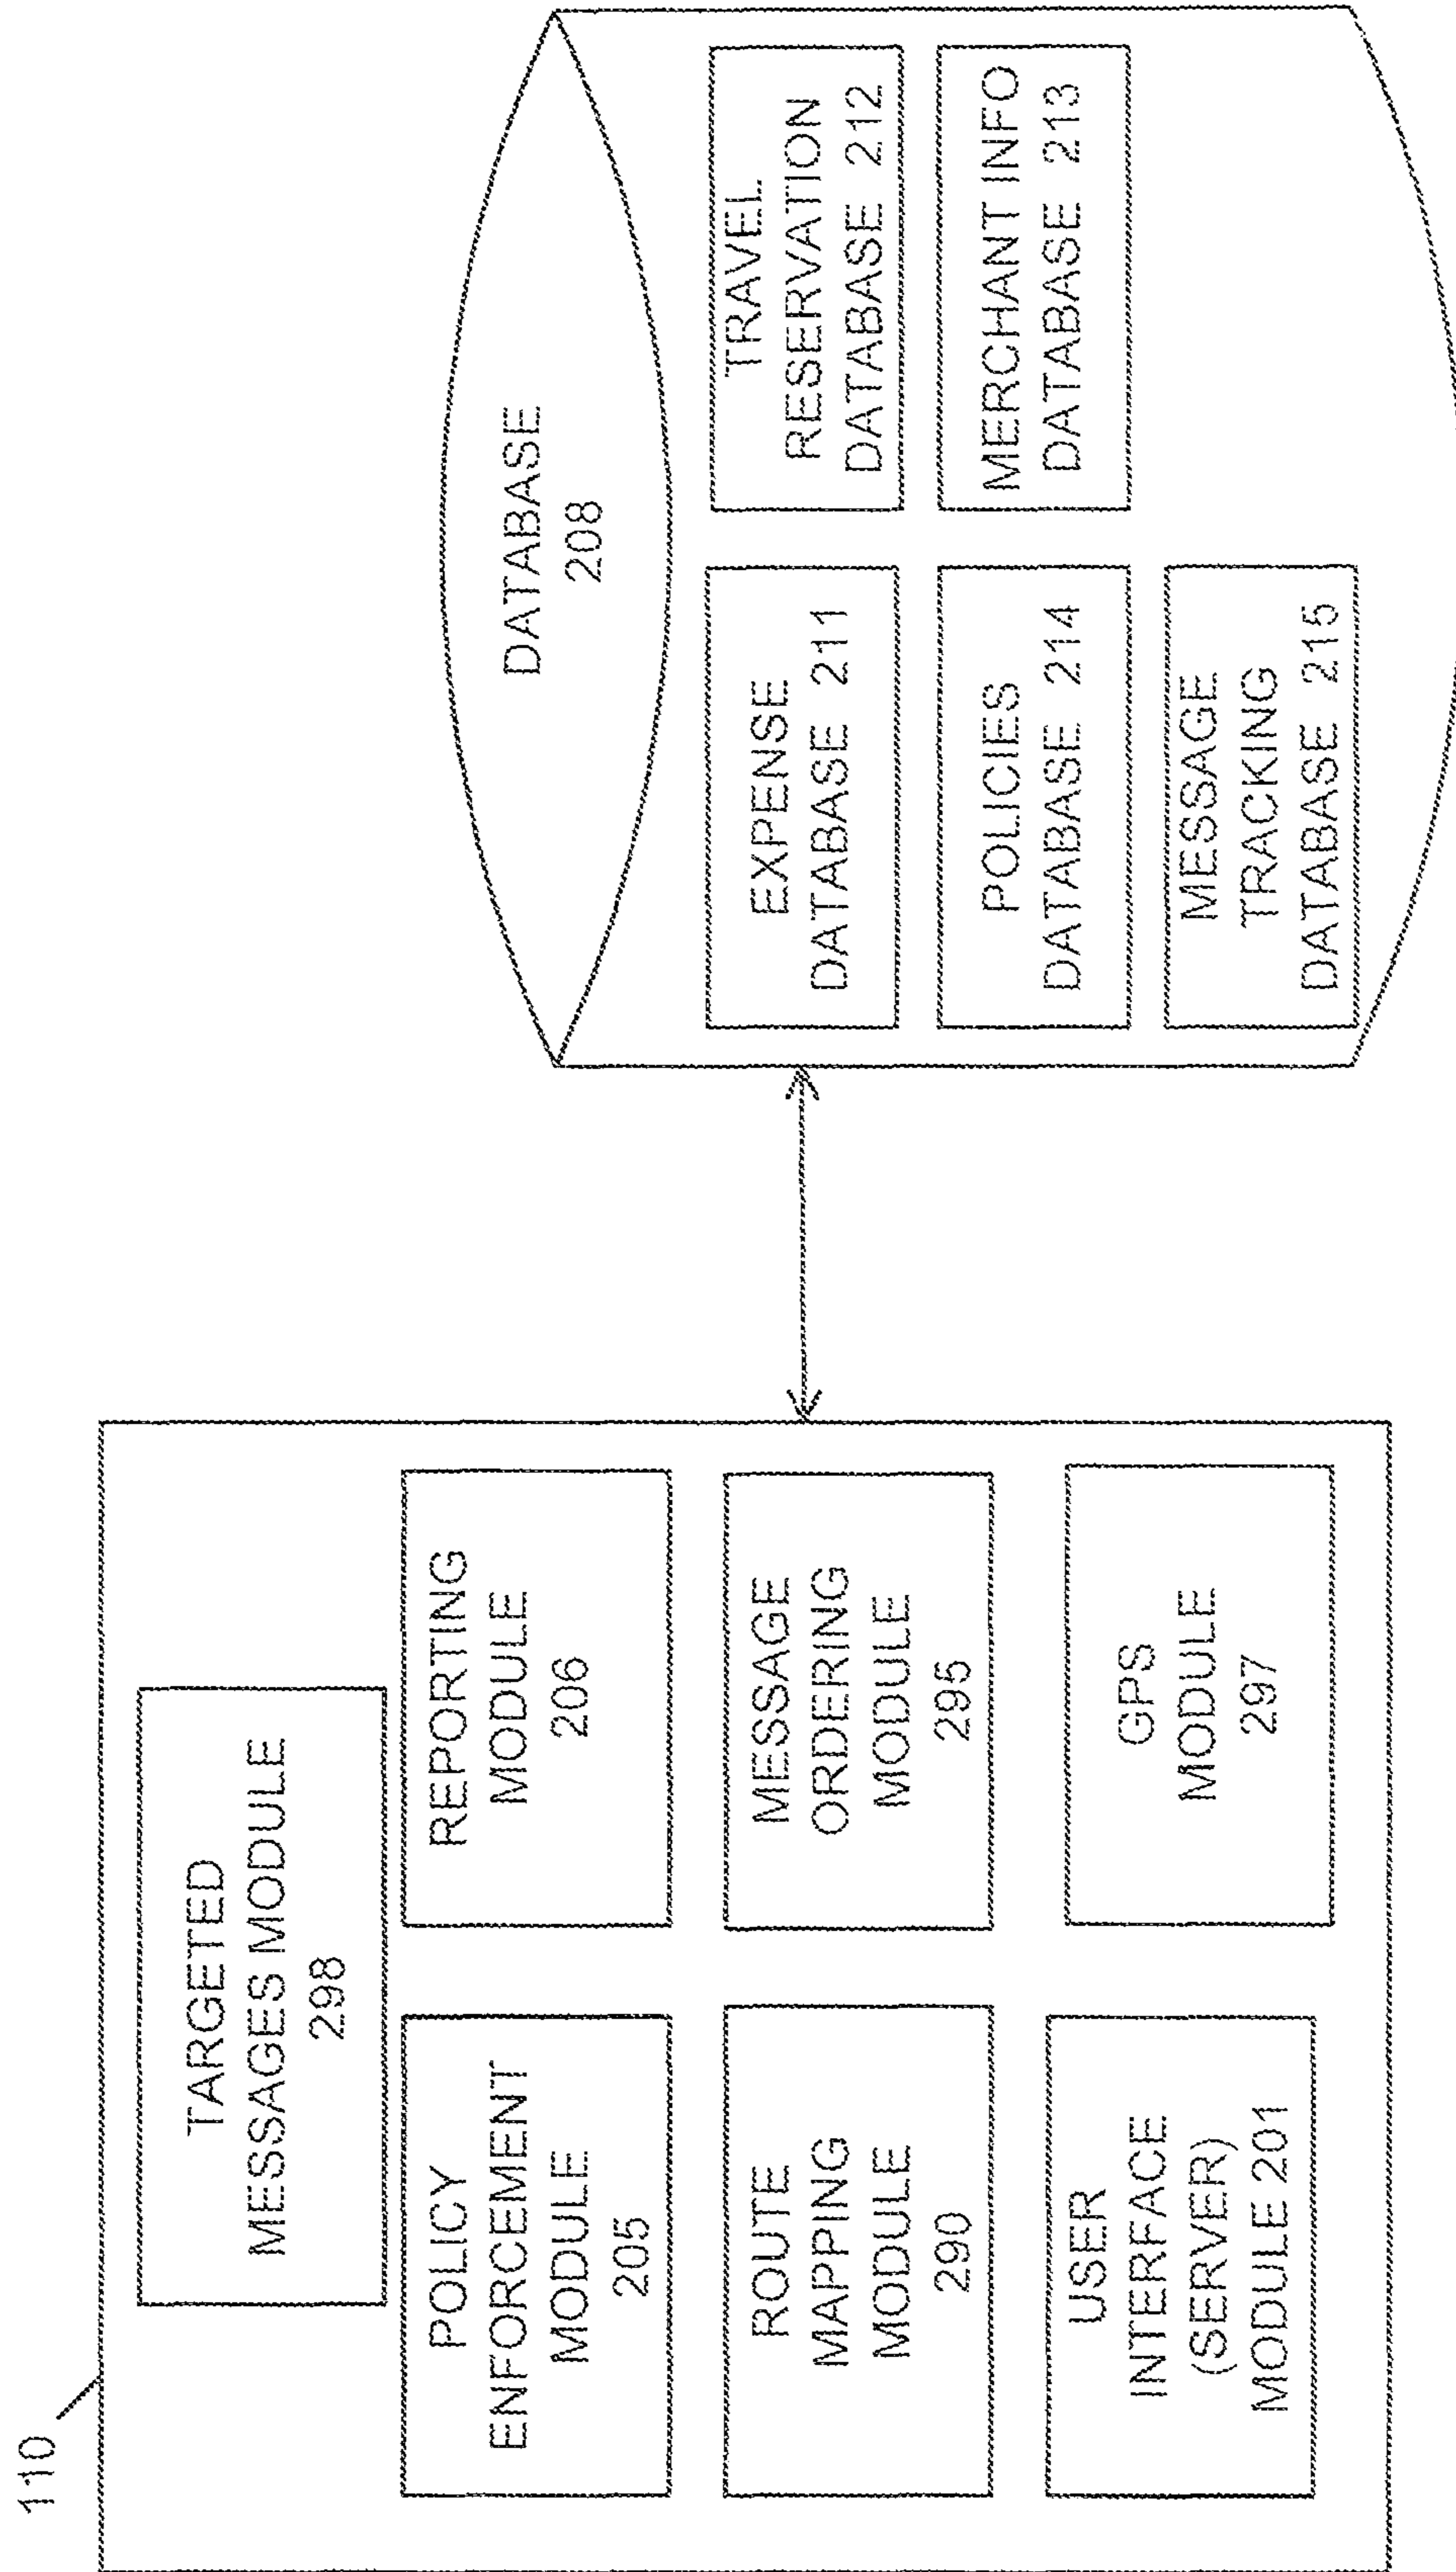 110
TARGETED
MESSAGES MODULE
298
POLICY
ENFORCEMENT
MODULE
205
REPORTING
MODULE
206
ROUTE
MAPPING
MODULE
290
MESSAGE
ORDERING
MODULE
295
USER
INTERFACE
(SERVER)
MODULE 201
GPS
MODULE
297
DATABASE
208
EXPENSE
DATABASE 211
TRAVEL
RESERVATION
DATABASE 212
POLICIES
DATABASE 214
MERCHANT INFO
DATABASE 213
MESSAGE
TRACKING
DATABASE 215